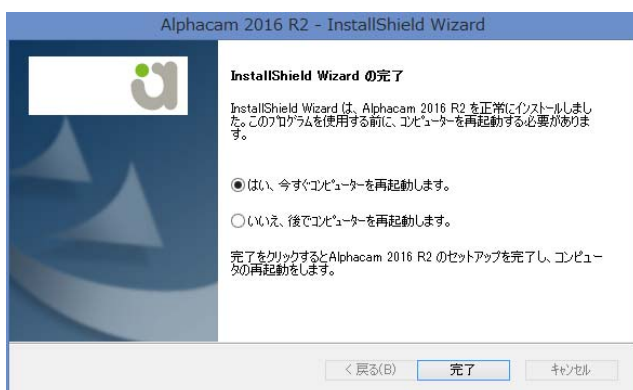 Alphacam 2016 R2 - InstallShield Wizard
InstallShield Wizard の完了
InstallShield Wizard は、Alphacam 2016 R2 を正常にインストールしまし
た。このプログラムを使用する前に、コンピューターを再起動する必要がありま
す。
はい、今すぐコンピューターを再起動します。
いいえ、後でコンピューターを再起動します。
完了をクリックするとAlphacam 2016 R2 のセットアップを完了し、コンピュー
タの再起動をします。
< 戻る(B)
完了
キャンセル